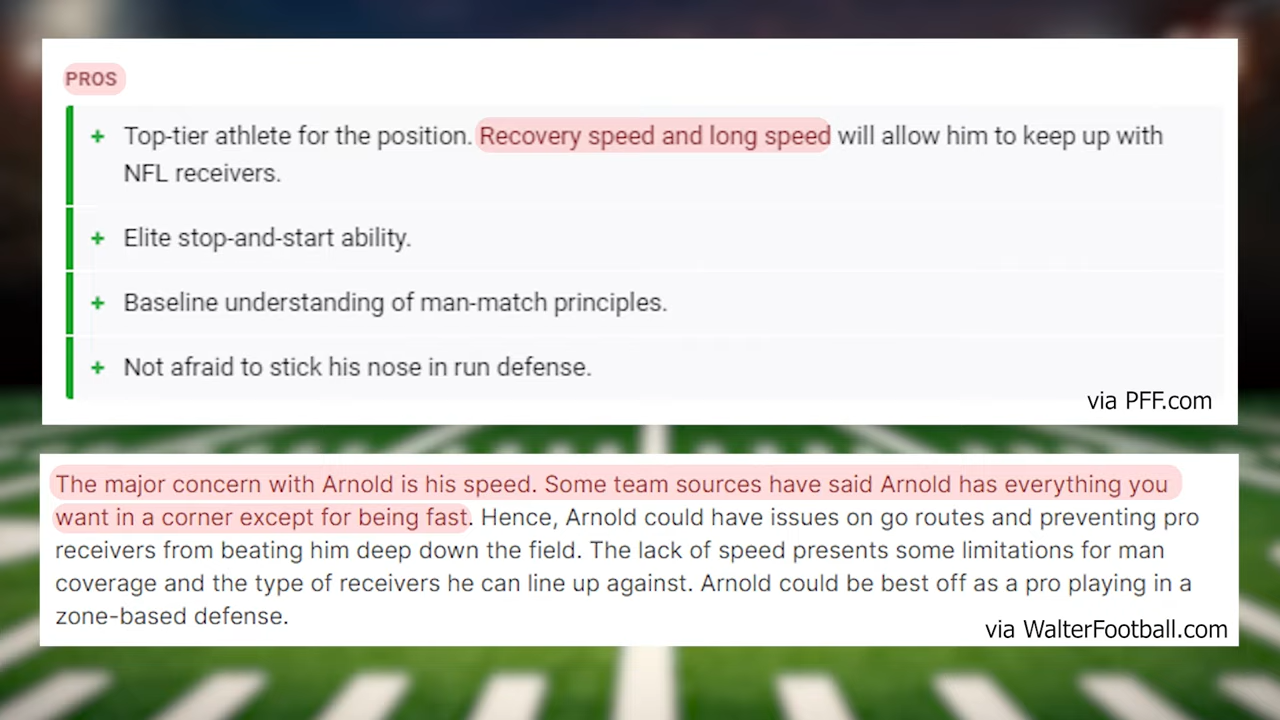 PROS
+ Top-tier athlete for the position. Recovery speed and long speed will allow him to keep up with
NFL receivers.
+ Elite stop-and-start ability.
+ Baseline understanding of man-match principles.
+ Not afraid to stick his nose in run defense.
via PFF.com
The major concern with Arnold is his speed. Some team sources have said Arnold has everything you
want in a corner except for being fast. Hence, Arnold could have issues on go routes and preventing pro
receivers from beating him deep down the field. The lack of speed presents some limitations for man
coverage and the type of receivers he can line up against. Arnold could be best off as a pro playing in a
zone-based defense.
via WalterFootball.com